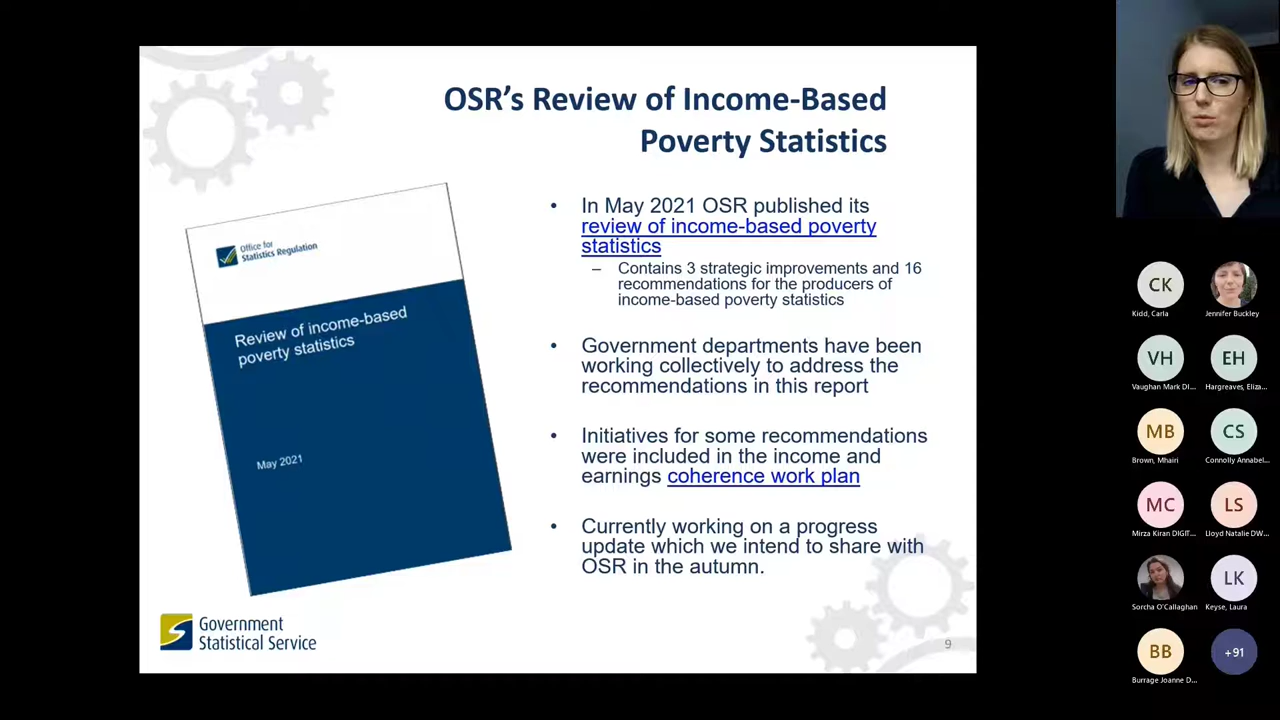 OSR's Review of Income-Based
Poverty Statistics
Office for
Statistics Regulation
Review of income-based
poverty statistics
May 2021
• In May 2021 OSR published its
review of income-based poverty
statistics
– Contains 3 strategic improvements and 16
recommendations for the producers of
income-based poverty statistics
• Government departments have been
working collectively to address the
recommendations in this report
• Initiatives for some recommendations
were included in the income and
earnings coherence work plan
• Currently working on a progress
update which we intend to share with
OSR in the autumn.
Government
Statistical Service
9
CK
Kidd, Carla
Jennifer Buckley
VH
Vaughan Mark DI...
EH
Hargreaves, Eliza...
MB
Brown, Mhairi
CS
Connolly Annabel...
MC
Mirza Kiran DIGIT...
LS
Lloyd Natalie DW...
Sorcha O'Callaghan
LK
Keyse, Laura
BB
Burrage Joanne D...
+91